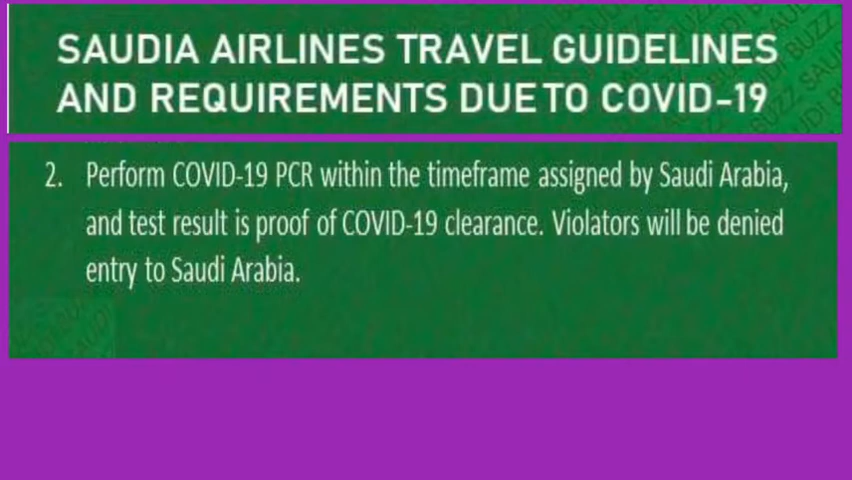 SAUDIA AIRLINES TRAVEL GUIDELINES
AND REQUIREMENTS DUE TO COVID-19
2. Perform COVID-19 PCR within the timeframe assigned by Saudi Arabia,
and test result is proof of COVID-19 clearance. Violators will be denied
entry to Saudi Arabia.